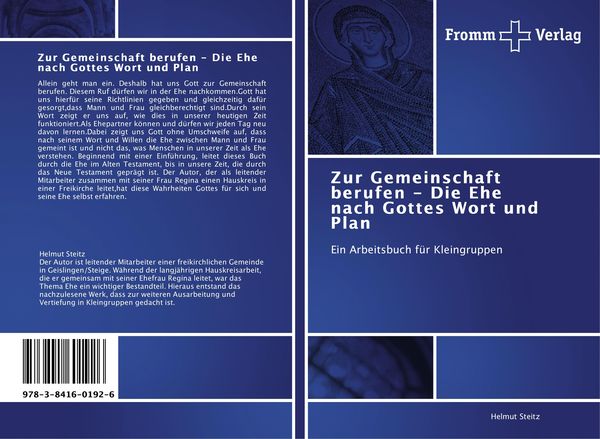 Zur Gemeinschaft berufen - Die Ehe
nach Gottes Wort und Plan
Allein geht man ein. Deshalb hat uns Gott zur Gemeinschaft
berufen. Diesem Ruf dürfen wir in der Ehe nachkommen.Gott hat
uns hierfür seine Richtlinien gegeben und gleichzeitig dafür
gesorgt,dass Mann und Frau gleichberechtigt sind.Durch sein
Wort zeigt er uns auf, wie dies in unserer heutigen Zeit
funktioniert.Als Ehepartner können und dürfen wir jeden Tag neu
davon lernen.Dabei zeigt uns Gott ohne Umschweife auf, dass
nach seinem Wort und Willen die Ehe zwischen Mann und Frau
gemeint ist und nicht das, was Menschen in unserer Zeit als Ehe
verstehen. Beginnend mit einer Einführung, leitet dieses Buch
durch die Ehe im Alten Testament, bis in unsere Zeit, die durch
das Neue Testament geprägt ist. Der Autor, der als leitender
Mitarbeiter zusammen mit seiner Frau Regina einen Hauskreis in
einer Freikirche leitet,hat diese Wahrheiten Gottes für sich und
seine Ehe selbst erfahren.
Helmut Steitz
Der Autor ist leitender Mitarbeiter einer freikirchlichen Gemeinde
in Geislingen/Steige. Während der langjährigen Hauskreisarbeit,
die er gemeinsam mit seiner Ehefrau Regina leitet, war das
Thema Ehe ein wichtiger Bestandteil. Hieraus entstand das
nachzulesene Werk, dass zur weiteren Ausarbeitung und
Vertiefung in Kleingruppen gedacht ist.
978-3-8416-0192-6
Fromm Verlag
Zur Gemeinschaft
berufen - Die Ehe
nach Gottes Wort und
Plan
Ein Arbeitsbuch für Kleingruppen
Helmut Steitz